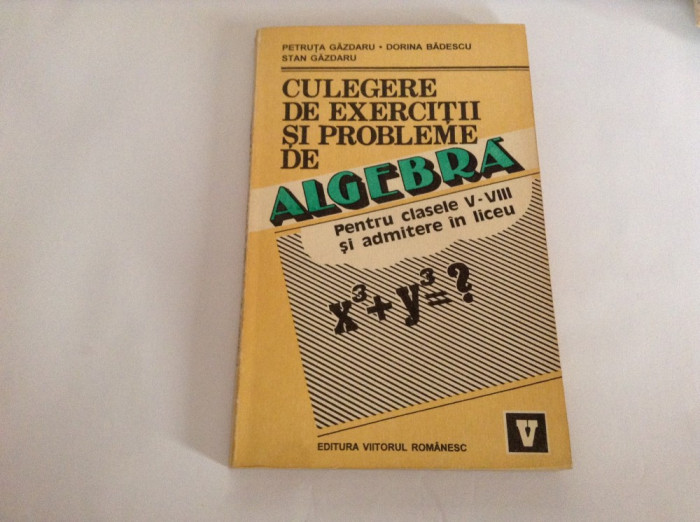 PETRUȚA GĂZDARU • DORINA BĂDESCU
STAN GĂZDARU
CULEGERE
DE EXERCIȚII
ȘI PROBLEME
DE
ALGEBRĂ
Pentru clasele V-VIII
și admitere în liceu
x³+y³=?
V
EDITURA VIITORUL ROMÂNESC